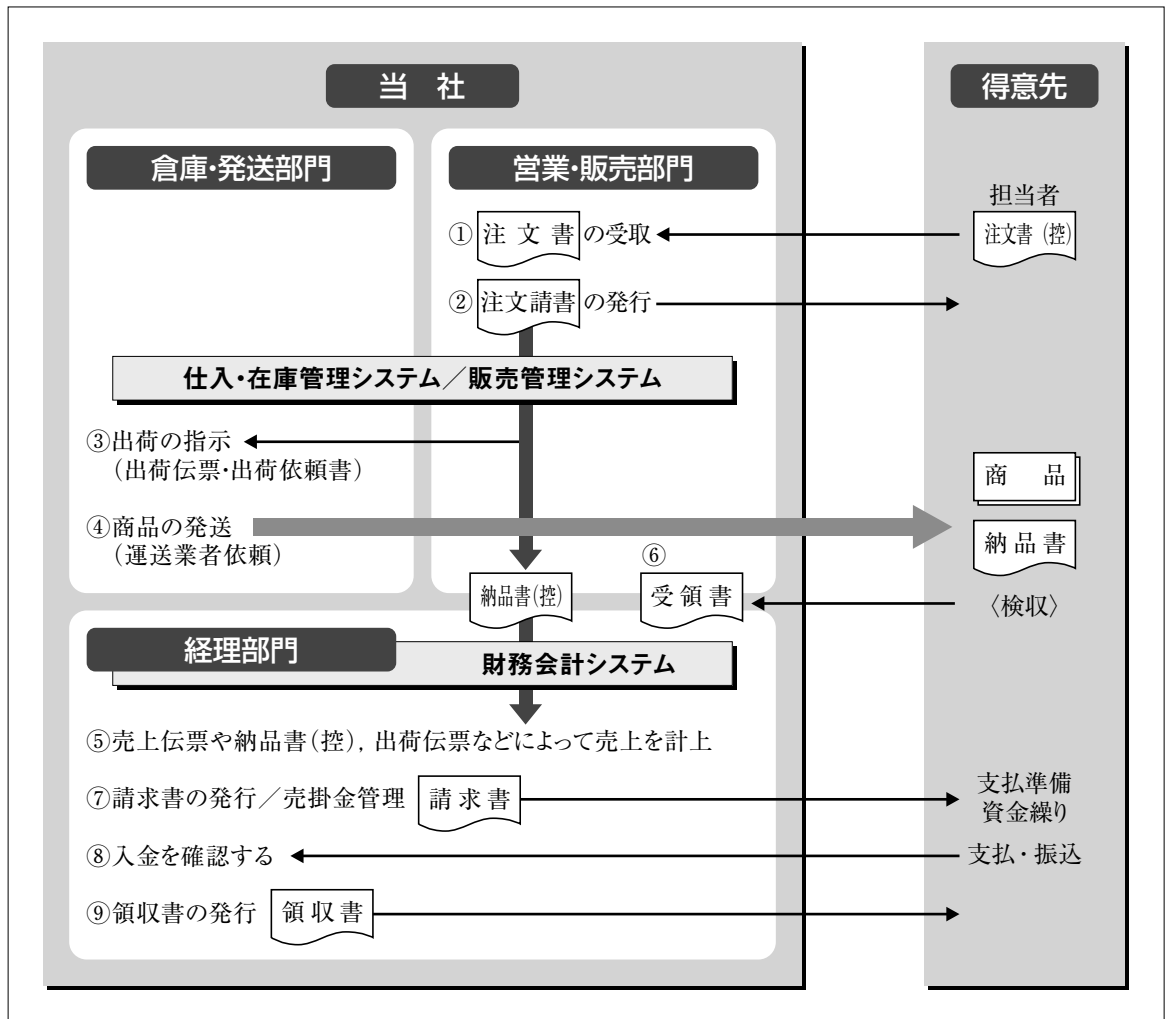 当 社
得意先
倉庫・発送部門
営業・販売部門
担当者
①注文書の受取
注文書（控）
②注文請書の発行
仕入・在庫管理システム／販売管理システム
③出荷の指示
（出荷伝票・出荷依頼書）
商 品
④商品の発送
（運送業者依頼）
納品書
⑥
納品書（控）
受領書
〈検収〉
経理部門
財務会計システム
⑤売上伝票や納品書（控），出荷伝票などによって売上を計上
⑦請求書の発行／売掛金管理
請求書
支払準備
資金繰り
⑧入金を確認する
支払・振込
⑨領収書の発行
領収書